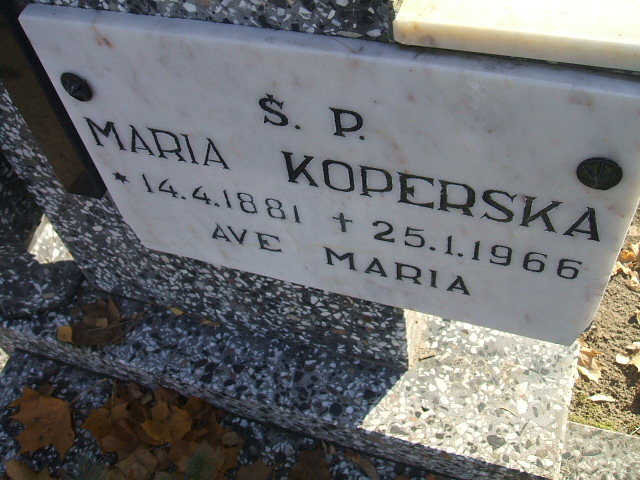 Ś. P.
MARIA KOPERSKA
* 14.4.1881 + 25.1.1966
AVE MARIA